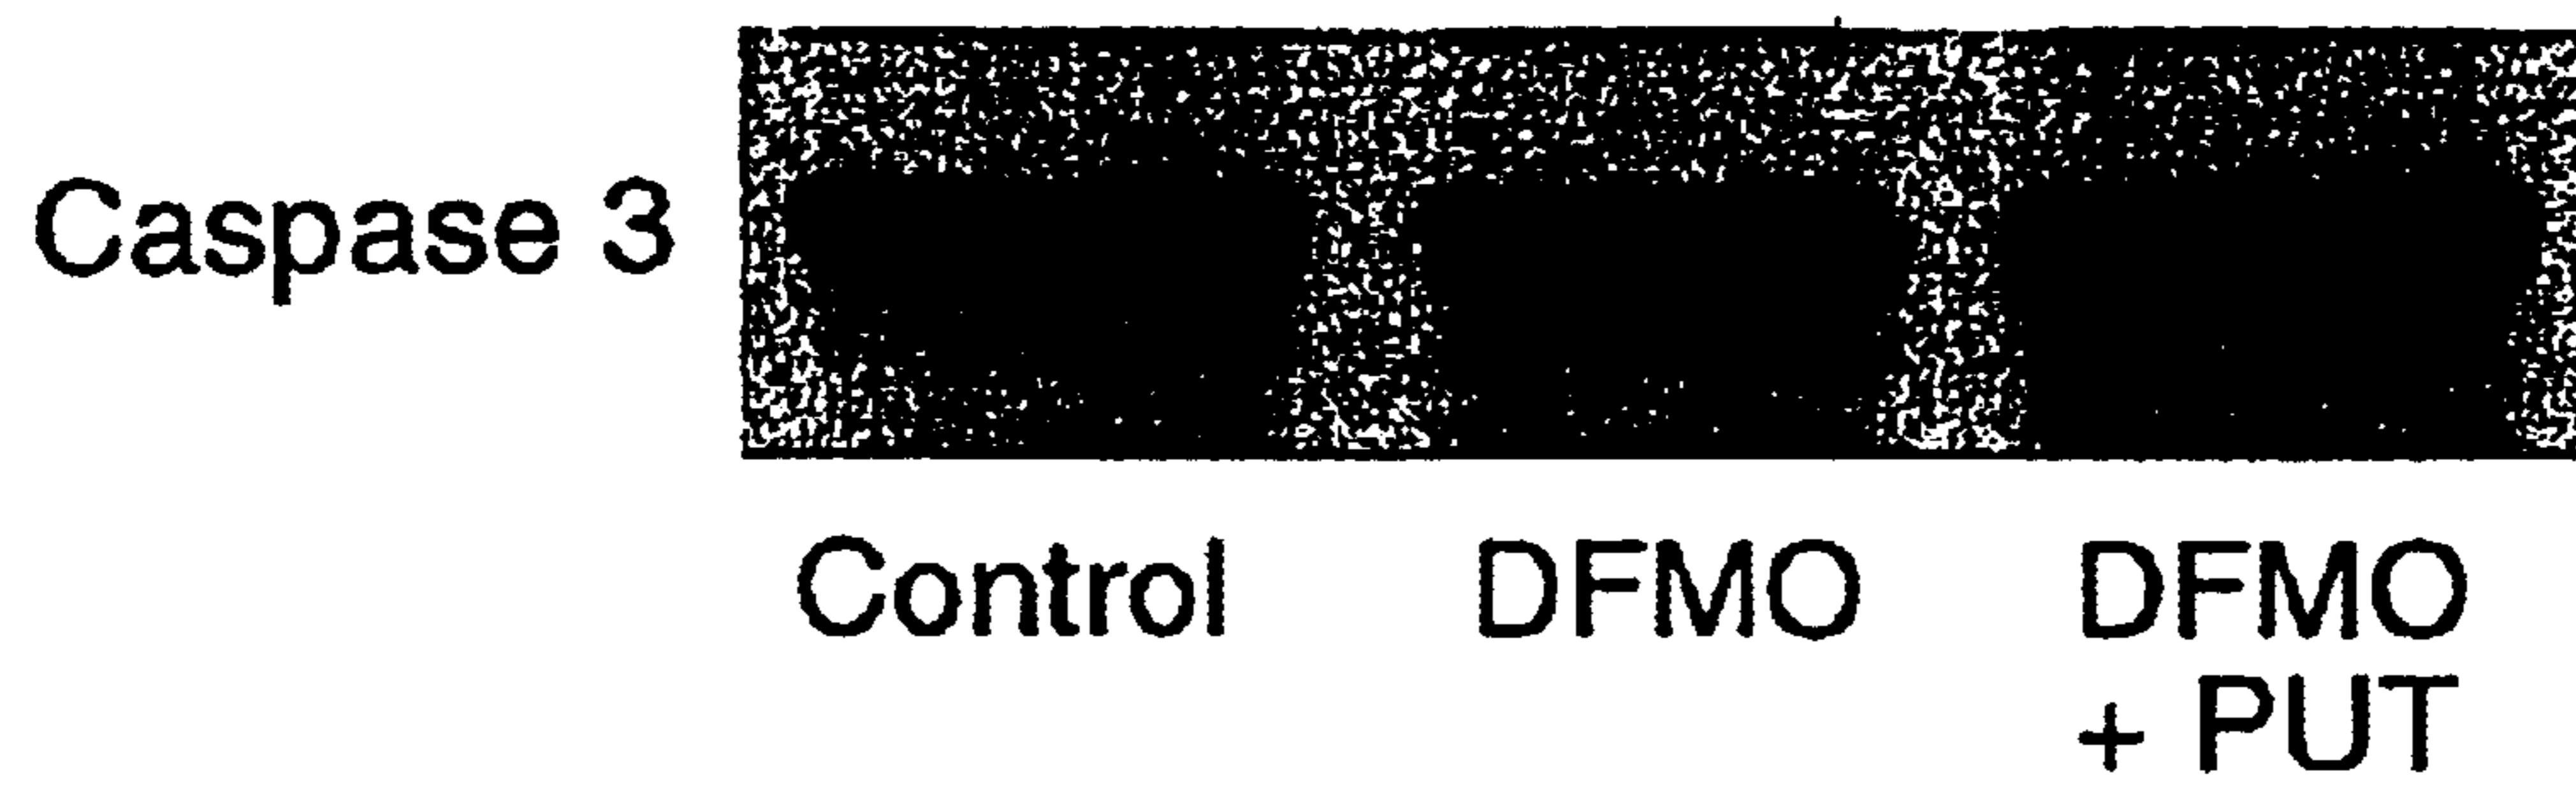 Caspase 3
Control DFMO DFMO
+ PUT